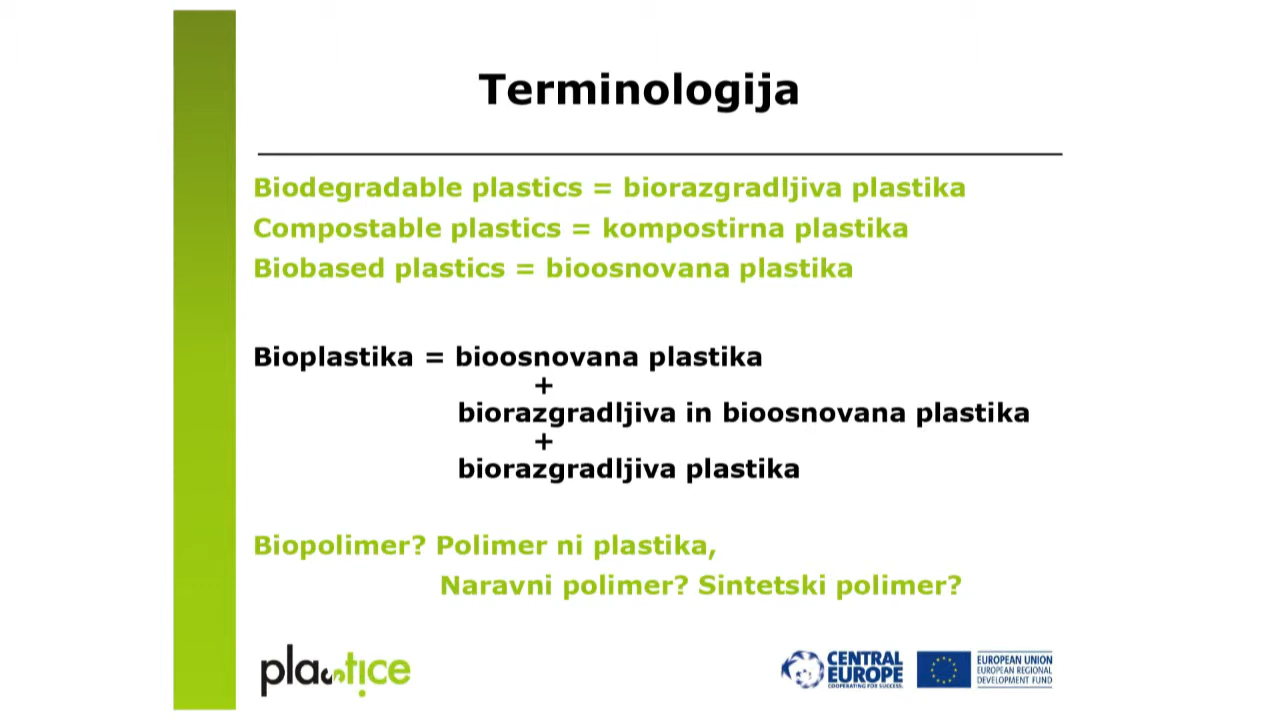 Terminologija
Biodegradable plastics = biorazgradljiva plastika
Compostable plastics = kompostirna plastika
Biobased plastics = bioosnovana plastika
Bioplastika = bioosnovana plastika
+
biorazgradljiva in bioosnovana plastika
+
biorazgradljiva plastika
Biopolimer? Polimer ni plastika,
Naravni polimer? Sintetski polimer?
plastice
CENTRAL
EUROPE
COOPERATING FOR SUCCESS.
EUROPEAN UNION
EUROPEAN REGIONAL
DEVELOPMENT FUND